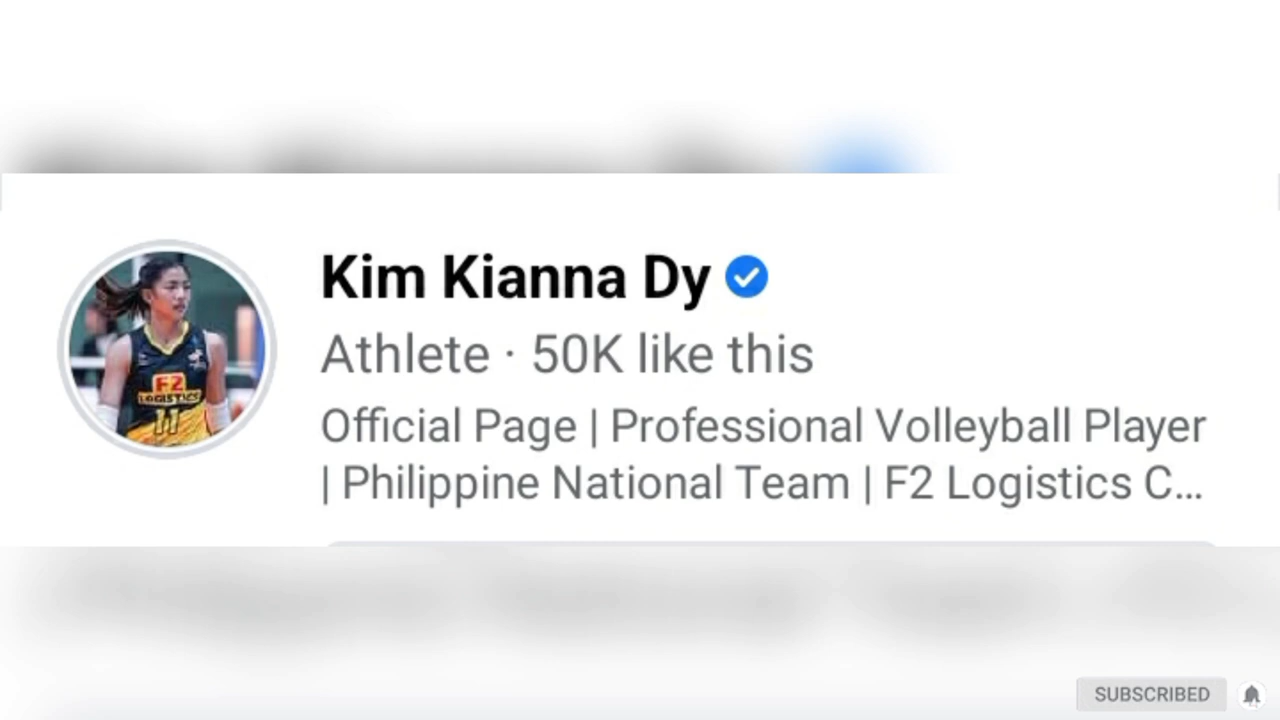 Kim Kianna Dy
Athlete · 50K like this
Official Page | Professional Volleyball Player
| Philippine National Team | F2 Logistics C...
F2
LOGISTICS
11
SUBSCRIBED